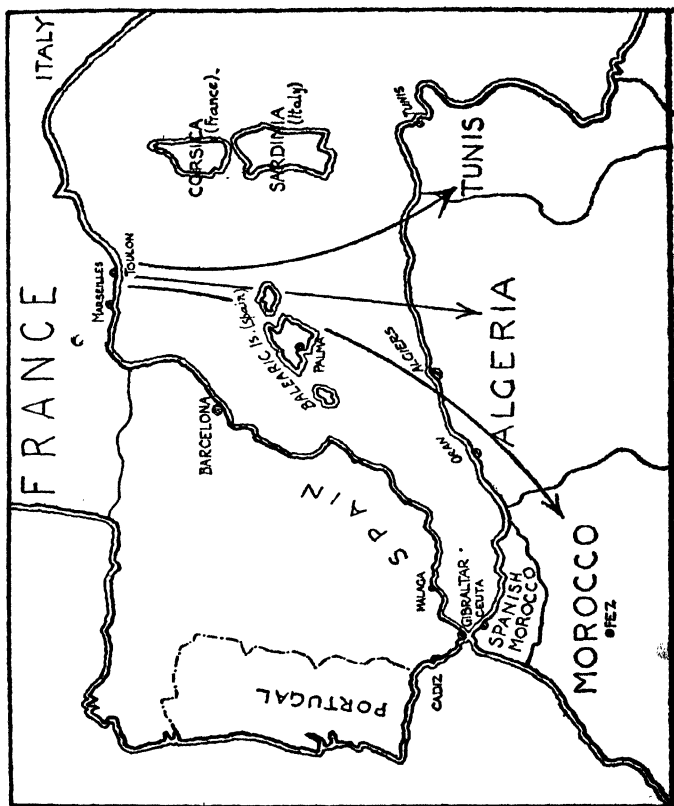 FRANCE
ITALY
MARSEILLES
TOULON
CORSICA
(France).
SARDINIA
(Italy)
BARCELONA
BALEARIC IS. (Spain)
PALMA
SPAIN
PORTUGAL
MALAGA
CADIZ
GIBRALTAR
CEUTA
SPANISH
MOROCCO
ORAN
ALGIERS
TUNIS
TUNIS
ALGERIA
MOROCCO
FEZ